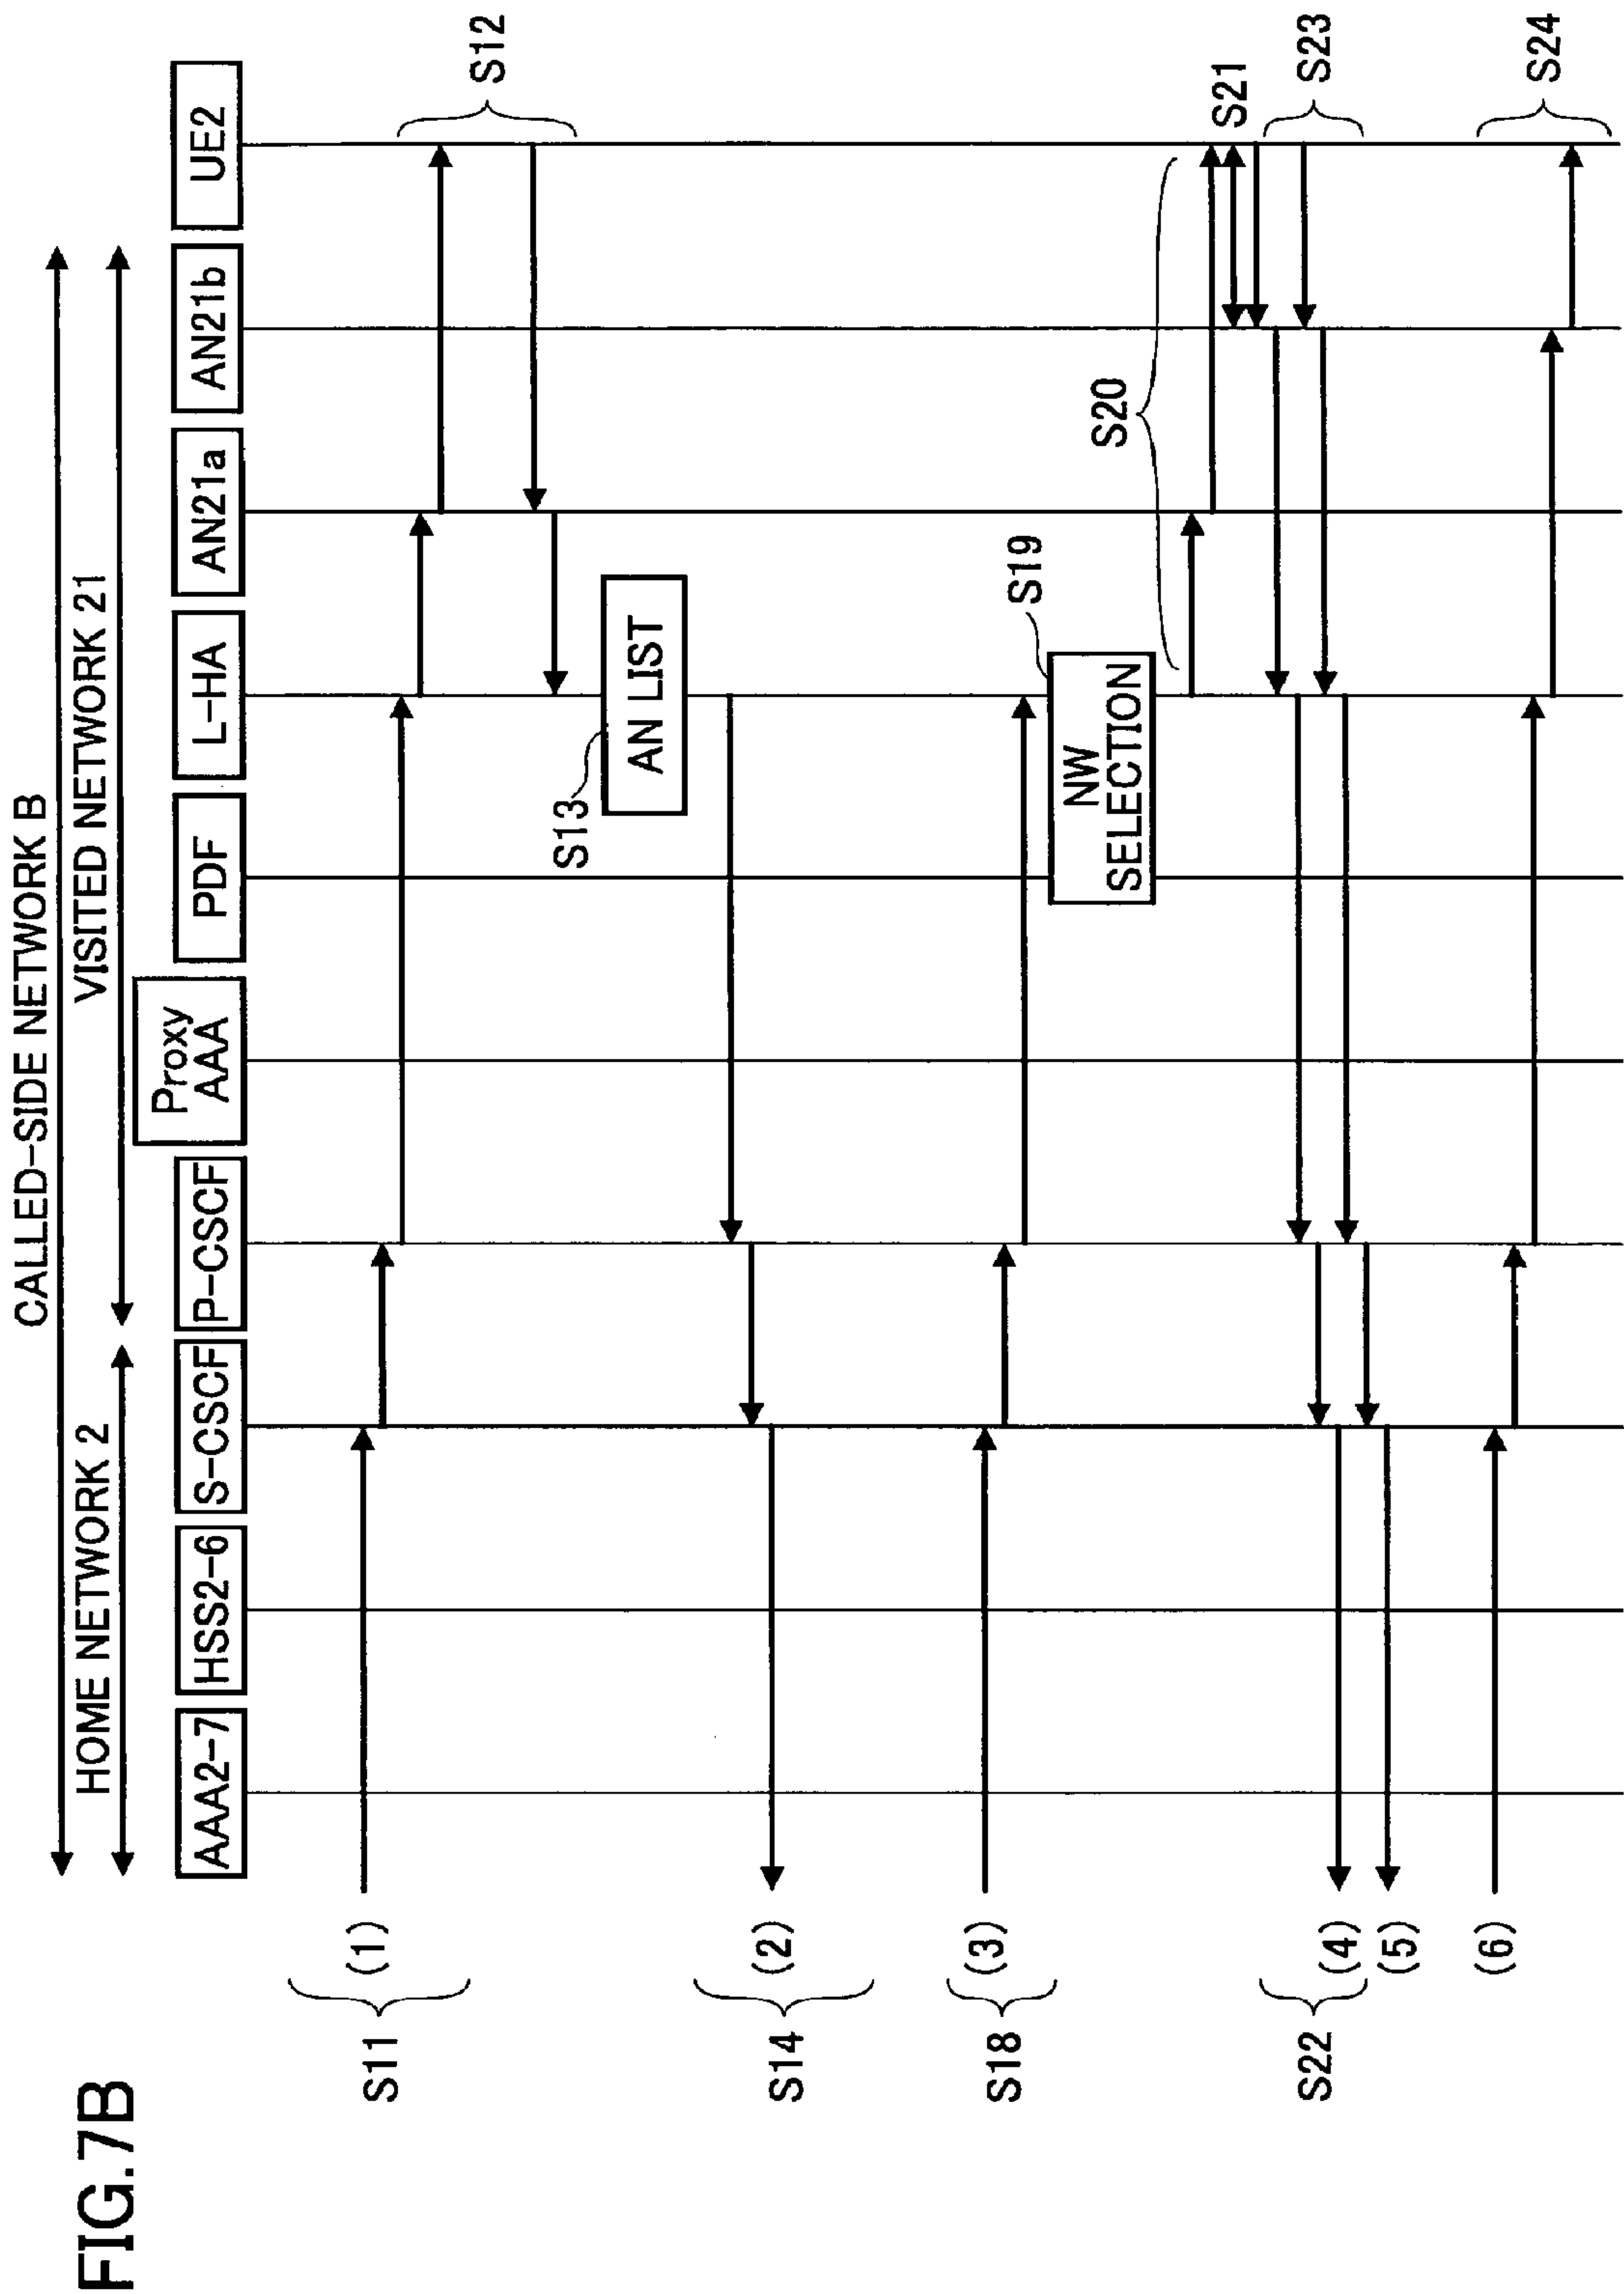 FIG.7B
CALLED-SIDE NETWORK B
HOME NETWORK 2
VISITED NETWORK 21
AAA2-7
HSS2-6
S-CSCF
P-CSCF
Proxy
AAA
PDF
L-HA
AN21a
AN21b
UE2
S11
(1)
S12
S13
AN LIST
S14
(2)
S18
(3)
S19
NW
SELECTION
S20
S21
S22
(4)
S23
(5)
(6)
S24